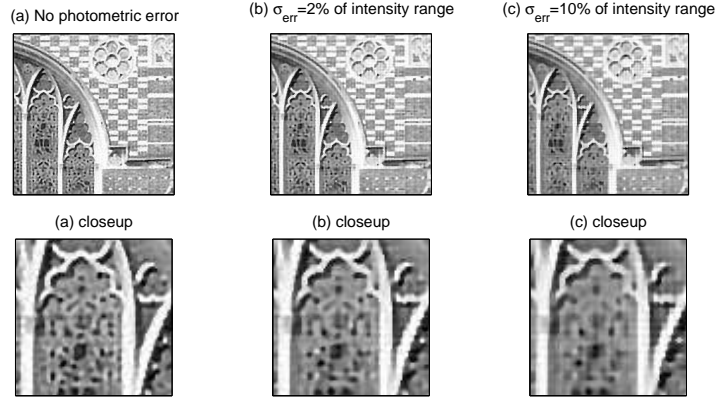 (a) No photometric error
(b) σerr=2% of intensity range
(c) σerr=10% of intensity range
(a) closeup
(b) closeup
(c) closeup